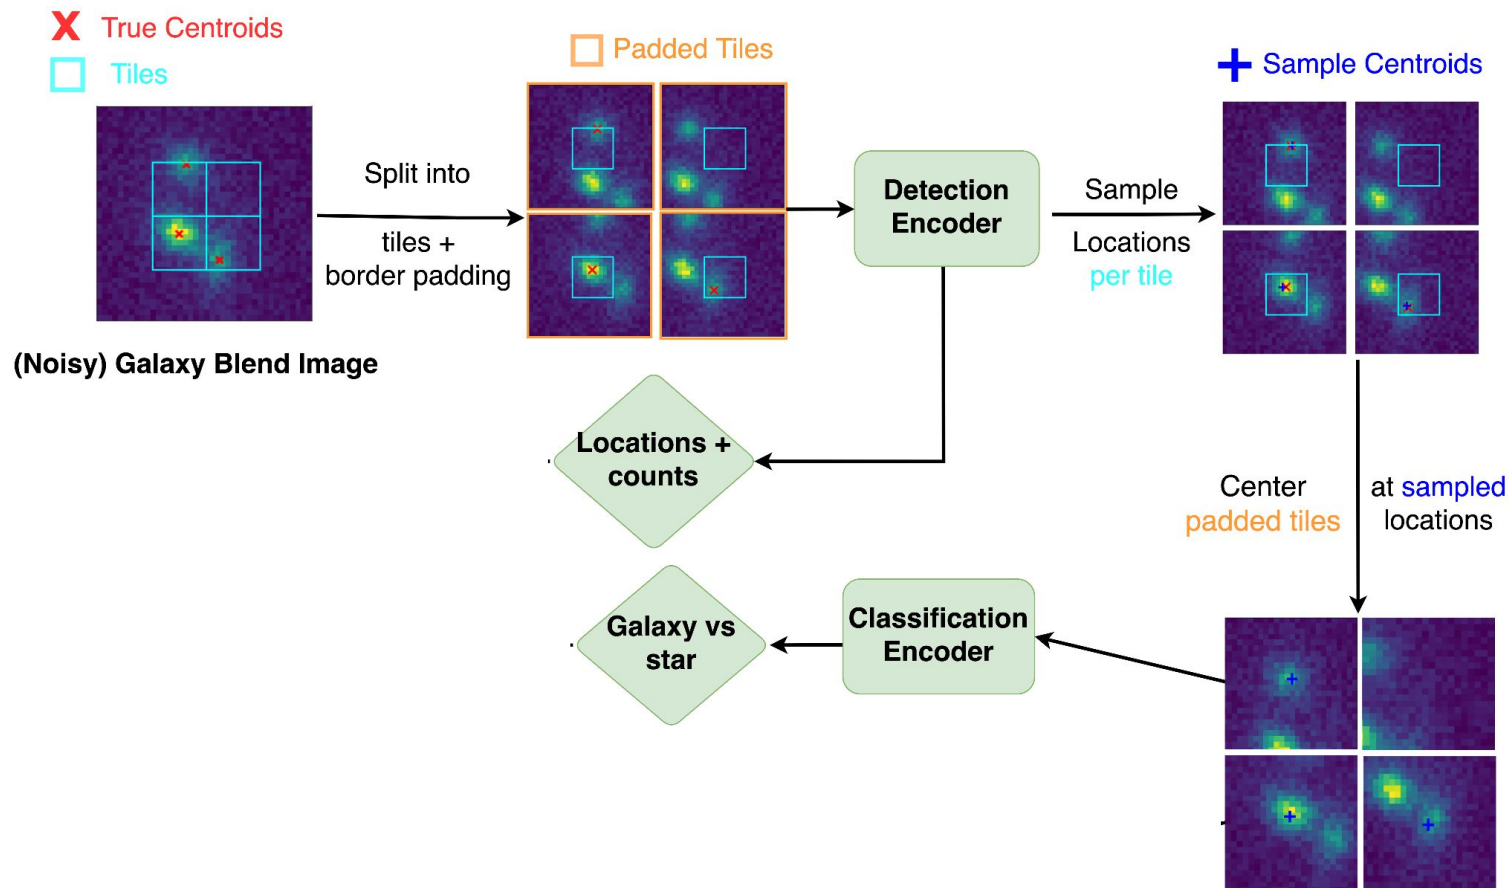 X True Centroids
Tiles
Padded Tiles
Sample Centroids
Split into
tiles +
border padding
Detection
Encoder
Sample
Locations
per tile
(Noisy) Galaxy Blend Image
Locations +
counts
Center
padded tiles
at sampled
locations
Galaxy vs
star
Classification
Encoder